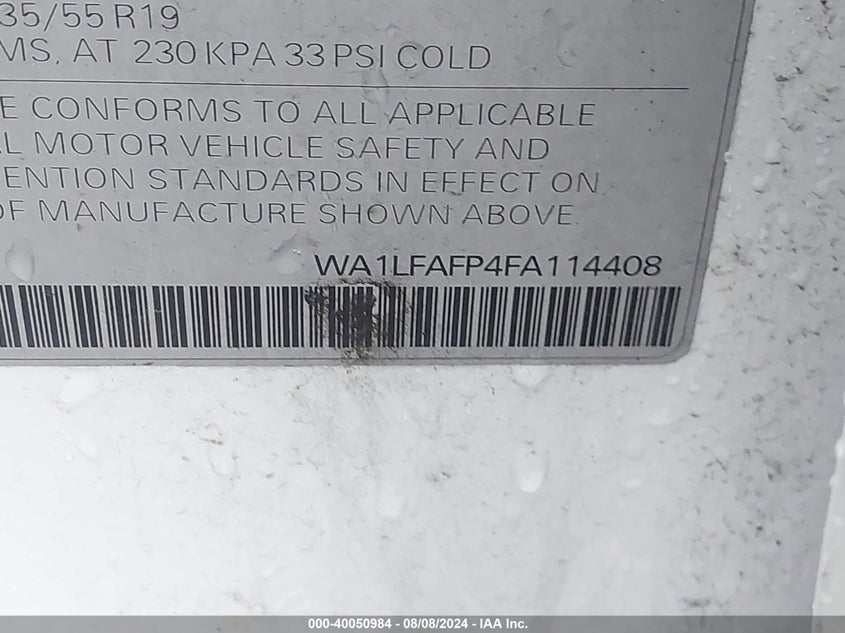 35/55 R19
MS, AT 230 KPA 33 PSI COLD
E CONFORMS TO ALL APPLICABLE
L MOTOR VEHICLE SAFETY AND
ENTION STANDARDS IN EFFECT ON
OF MANUFACTURE SHOWN ABOVE.
WA1LFAFP4FA114408
000-40050984 - 08/08/2024 - IAA Inc.